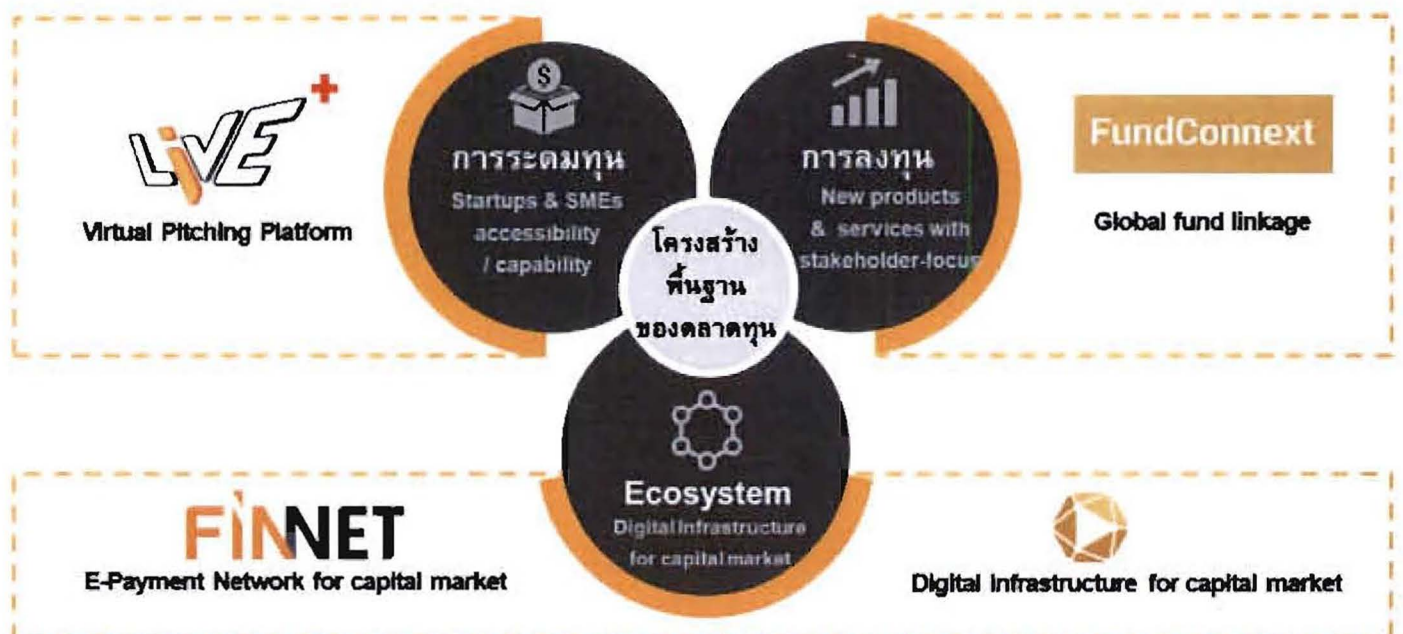 LiVE+
Virtual Pitching Platform
$
การระดมทุน
Startups & SMEs
accessibility
/ capability
การลงทุน
New products
& services with
stakeholder-focus
FundConnext
Global fund linkage
โครงสร้าง
พื้นฐาน
ของตลาดทุน
Ecosystem
Digital Infrastructure
for capital market
FINNET
E-Payment Network for capital market
Digital infrastructure for capital market